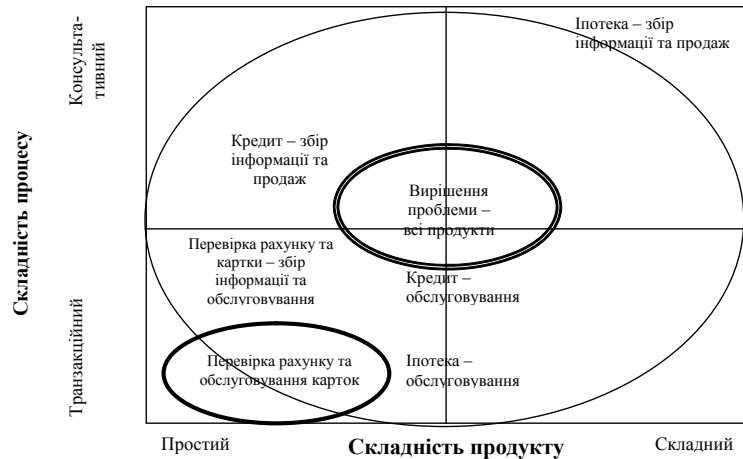 Іпотека – збір
інформації та продаж
Консульта-
тивний
Складність процесу
Кредит – збір
інформації та
продаж
Вирішення
проблеми –
всі продукти
Перевірка рахунку та
картки – збір
інформації та
обслуговування
Кредит –
обслуговування
Транзакційний
Перевірка рахунку та
обслуговування карток
Іпотека –
обслуговування
Простий
Складність продукту
Складний